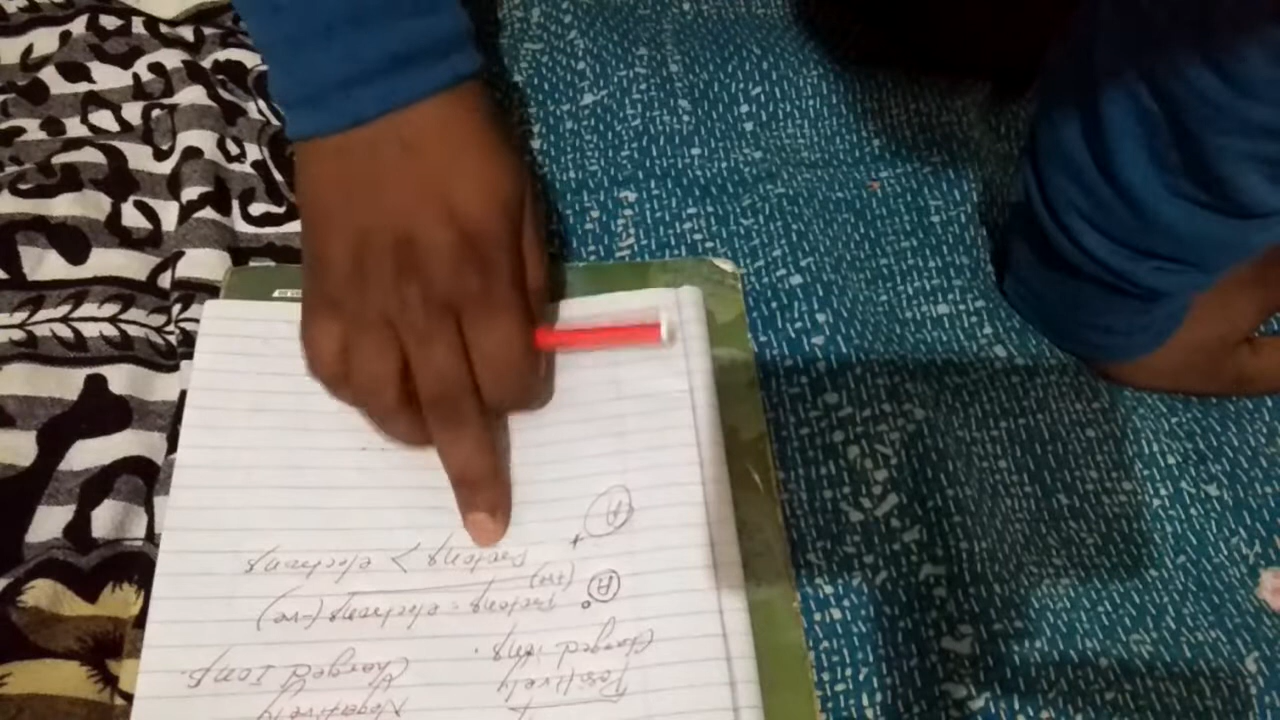 Positively Negatively
Charged ions. Charged Ions.
A° Protons = electrons (-ve)
(+ve)
A⁺ Protons > electrons